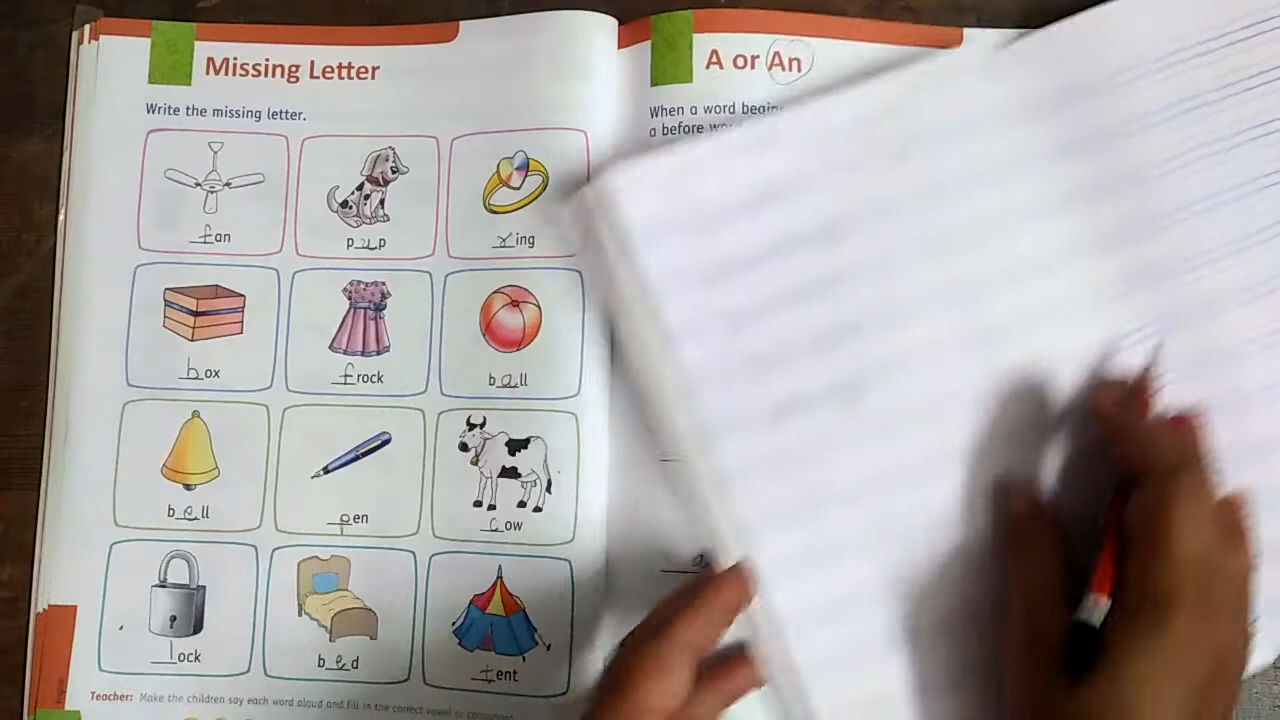 Missing Letter
Write the missing letter.
fan
pup
ring
box
frock
ball
bell
pen
cow
lock
bed
tent
Teacher: Make the children say each word aloud and fill in the correct vowel or consonant
A or An
When a word begins
a before
a